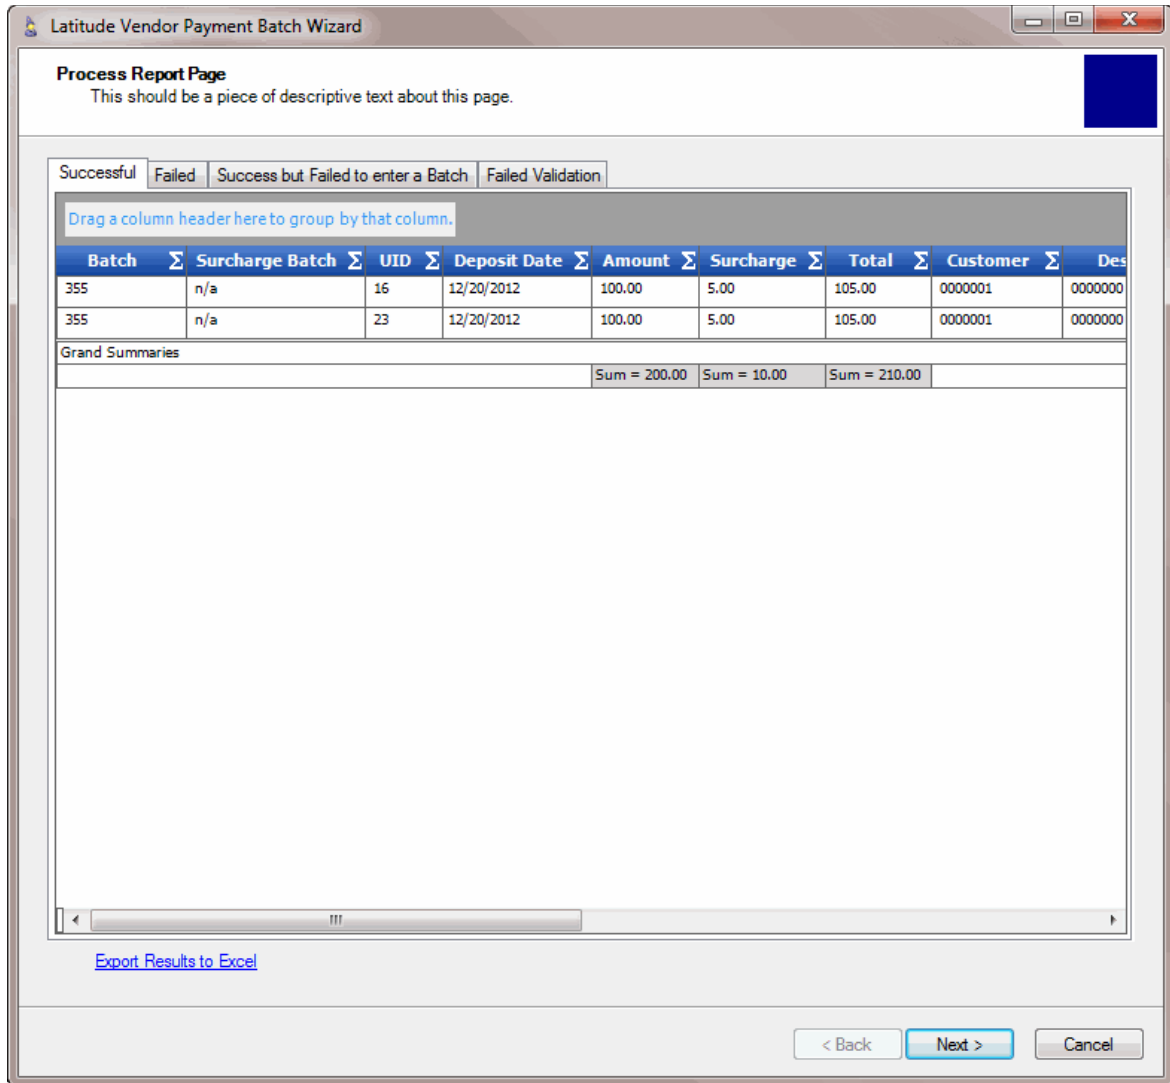 Latitude Vendor Payment Batch Wizard
Process Report Page
This should be a piece of descriptive text about this page.
Successful Failed Success but Failed to enter a Batch Failed Validation
Drag a column header here to group by that column.
Batch Σ Surcharge Batch Σ UID Σ Deposit Date Σ Amount Σ Surcharge Σ Total Σ Customer Σ Des
355 n/a 16 12/20/2012 100.00 5.00 105.00 0000001 0000000
355 n/a 23 12/20/2012 100.00 5.00 105.00 0000001 0000000
Grand Summaries
Sum = 200.00 Sum = 10.00 Sum = 210.00
Export Results to Excel
< Back Next > Cancel